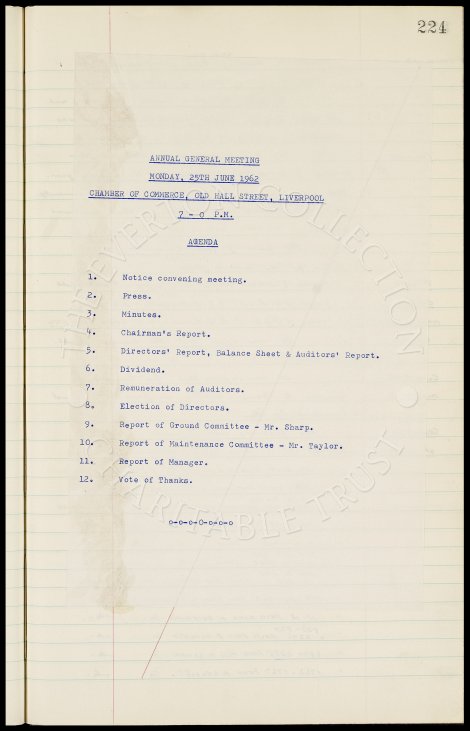 224
ANNUAL GENERAL MEETING
MONDAY, 25TH JUNE 1962
CHAMBER OF COMMERCE, OLD HALL STREET, LIVERPOOL
7 - 0 P.M.
AGENDA
1. Notice convening meeting.
2. Press.
3. Minutes.
4. Chairman's Report.
5. Directors' Report, Balance Sheet & Auditors' Report.
6. Dividend.
7. Remuneration of Auditors.
8. Election of Directors.
9. Report of Ground Committee - Mr. Sharp.
10. Report of Maintenance Committee - Mr. Taylor.
11. Report of Manager.
12. Vote of Thanks.
o-o-o-O-o-o-o
THE EVERTON COLLECTION
CHARITABLE TRUST